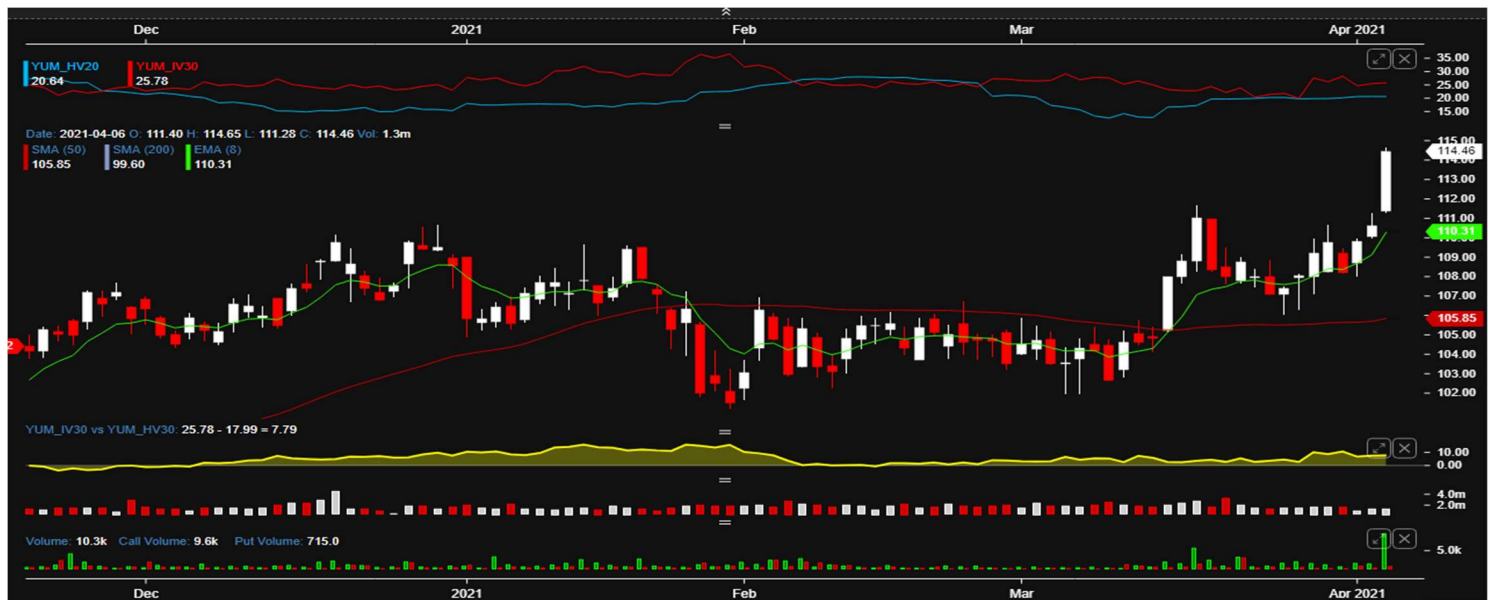 Dec 2021 Feb Mar Apr 2021
YUM_HV20 YUM_IV30
20.64 25.78
35.00
30.00
25.00
20.00
15.00
Date: 2021-04-06 O: 111.40 H: 114.65 L: 111.28 C: 114.46 Vol: 1.3m
SMA (50) SMA (200) EMA (8)
105.85 99.60 110.31
115.00
114.46
114.00
113.00
112.00
111.00
110.31
109.00
108.00
107.00
105.85
105.00
104.00
103.00
102.00
2
YUM_IV30 vs YUM_HV30: 25.78 - 17.99 = 7.79
10.00
0.00
4.0m
2.0m
Volume: 10.3k Call Volume: 9.6k Put Volume: 715.0
5.0k
Dec 2021 Feb Mar Apr 2021